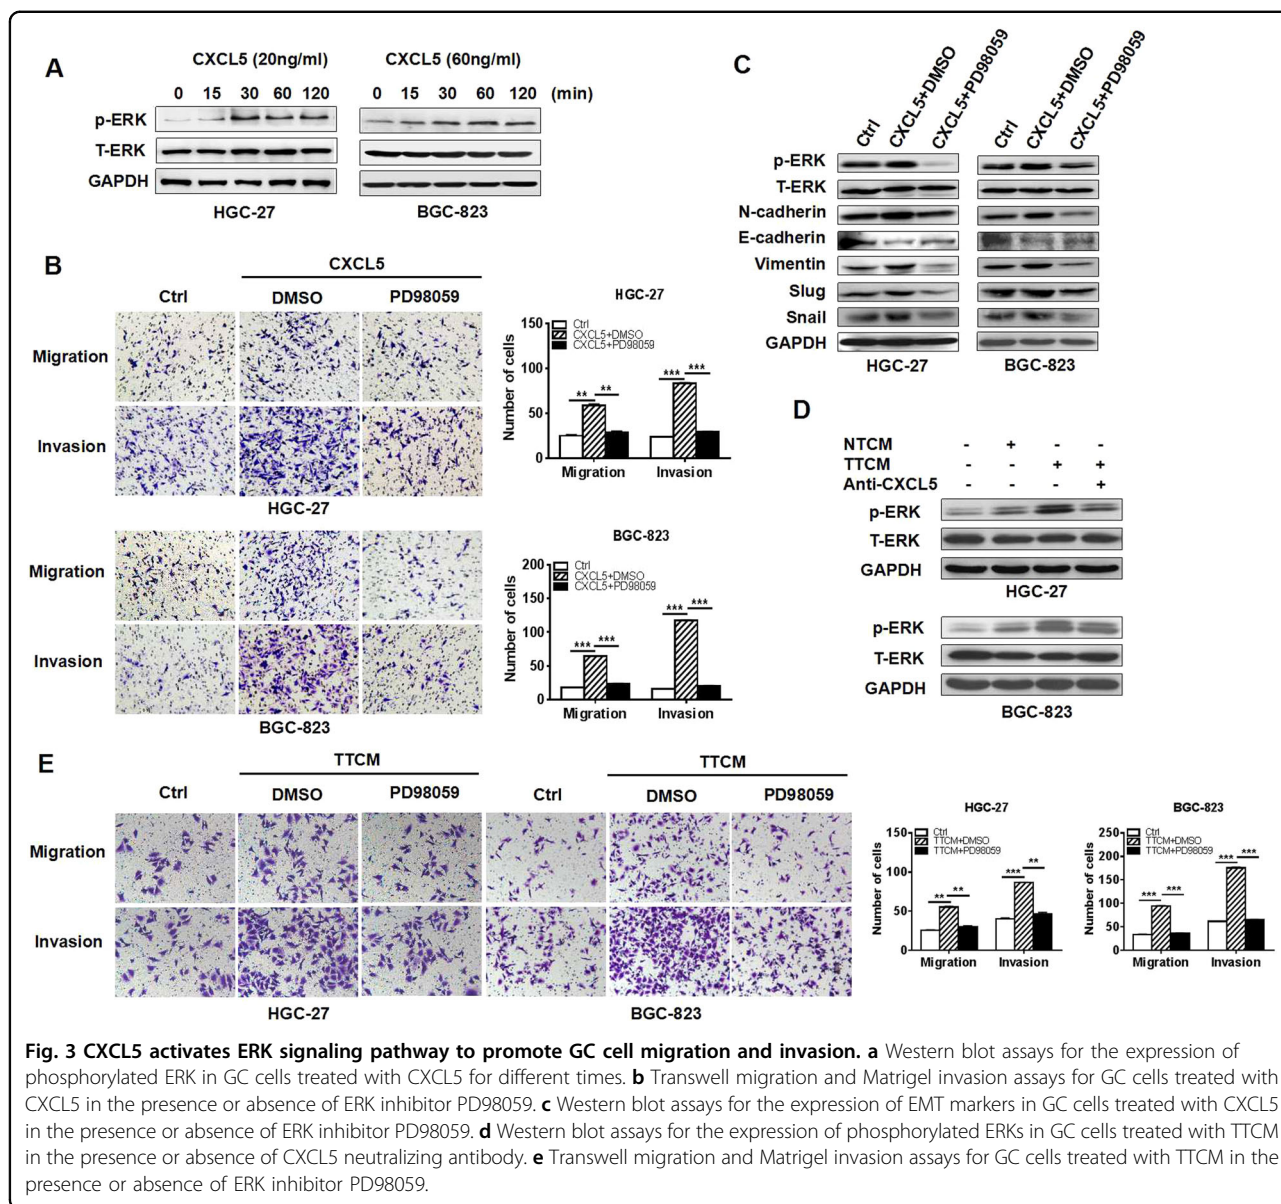 A
CXCL5 (20ng/ml) CXCL5 (60ng/ml)
0 15 30 60 120 0 15 30 60 120 (min)
p-ERK
T-ERK
GAPDH
HGC-27 BGC-823
B
CXCL5
Ctrl DMSO PD98059
Migration
Invasion
HGC-27
Migration
Invasion
BGC-823
HGC-27
Number of cells
150
100
50
0
Ctrl
CXCL5+DMSO
CXCL5+PD98059
** ** *** ***
Migration Invasion
BGC-823
Number of cells
200
150
100
50
0
Ctrl
CXCL5+DMSO
CXCL5+PD98059
*** *** *** ***
Migration Invasion
C
Ctrl CXCL5+DMSO CXCL5+PD98059 Ctrl CXCL5+DMSO CXCL5+PD98059
p-ERK
T-ERK
N-cadherin
E-cadherin
Vimentin
Slug
Snail
GAPDH
HGC-27 BGC-823
D
NTCM - + - -
TTCM - - + +
Anti-CXCL5 - - - +
p-ERK
T-ERK
GAPDH
HGC-27
p-ERK
T-ERK
GAPDH
BGC-823
E
TTCM TTCM
Ctrl DMSO PD98059 Ctrl DMSO PD98059
Migration
Invasion
HGC-27 BGC-823
HGC-27
Number of cells
150
100
50
0
Ctrl
TTCM+DMSO
TTCM+PD98059
** ** *** **
Migration Invasion
BGC-823
Number of cells
250
200
150
100
50
0
Ctrl
TTCM+DMSO
TTCM+PD98059
*** *** *** ***
Migration Invasion
Fig. 3 CXCL5 activates ERK signaling pathway to promote GC cell migration and invasion. a Western blot assays for the expression of
phosphorylated ERK in GC cells treated with CXCL5 for different times. b Transwell migration and Matrigel invasion assays for GC cells treated with
CXCL5 in the presence or absence of ERK inhibitor PD98059. c Western blot assays for the expression of EMT markers in GC cells treated with CXCL5
in the presence or absence of ERK inhibitor PD98059. d Western blot assays for the expression of phosphorylated ERKs in GC cells treated with TTCM
in the presence or absence of CXCL5 neutralizing antibody. e Transwell migration and Matrigel invasion assays for GC cells treated with TTCM in the
presence or absence of ERK inhibitor PD98059.